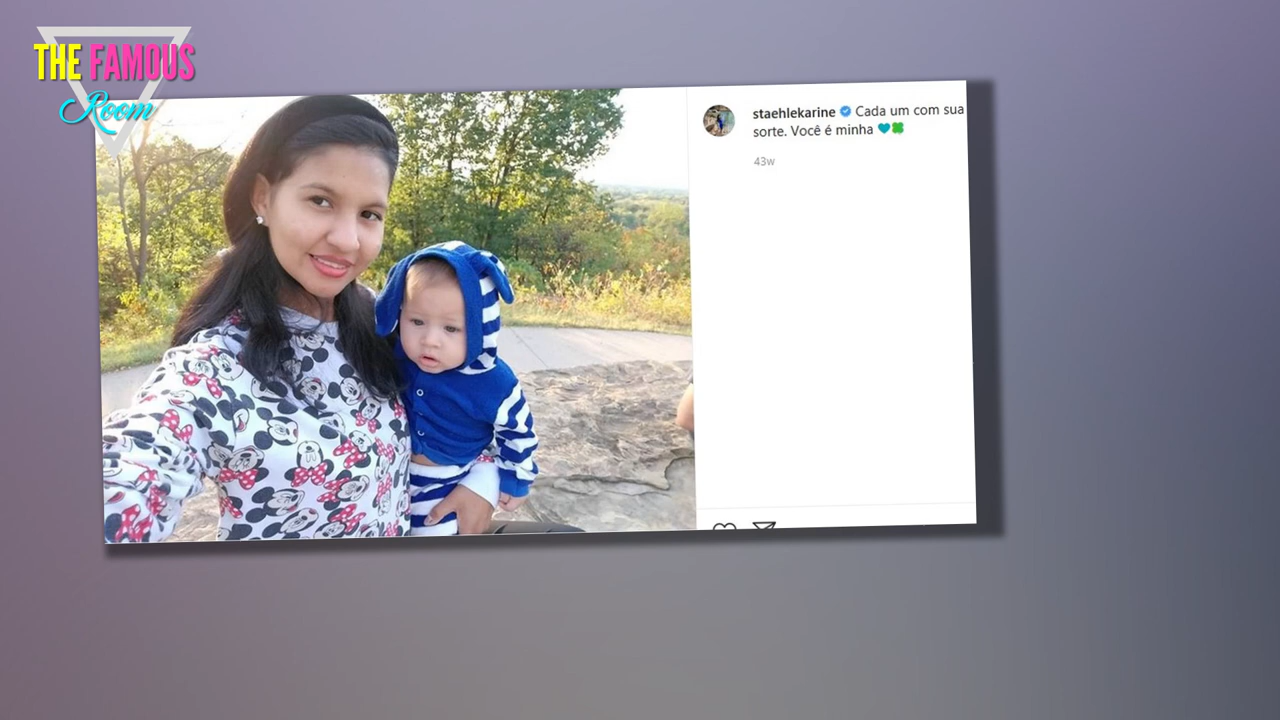 THE FAMOUS
Room
staehlekarine Cada um com sua
sorte. Você é minha 💙🍀
43w